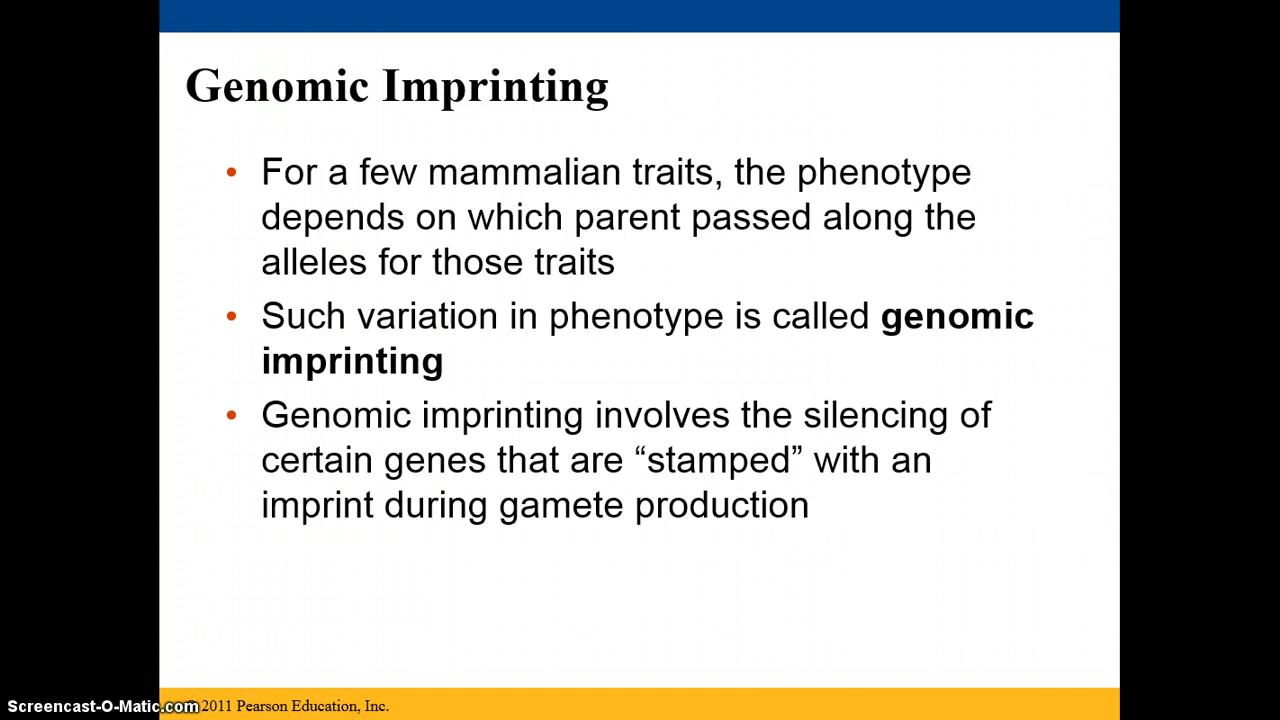 Genomic Imprinting
• For a few mammalian traits, the phenotype
depends on which parent passed along the
alleles for those traits
• Such variation in phenotype is called genomic
imprinting
• Genomic imprinting involves the silencing of
certain genes that are “stamped” with an
imprint during gamete production
Screencast-O-Matic.com
2011 Pearson Education, Inc.